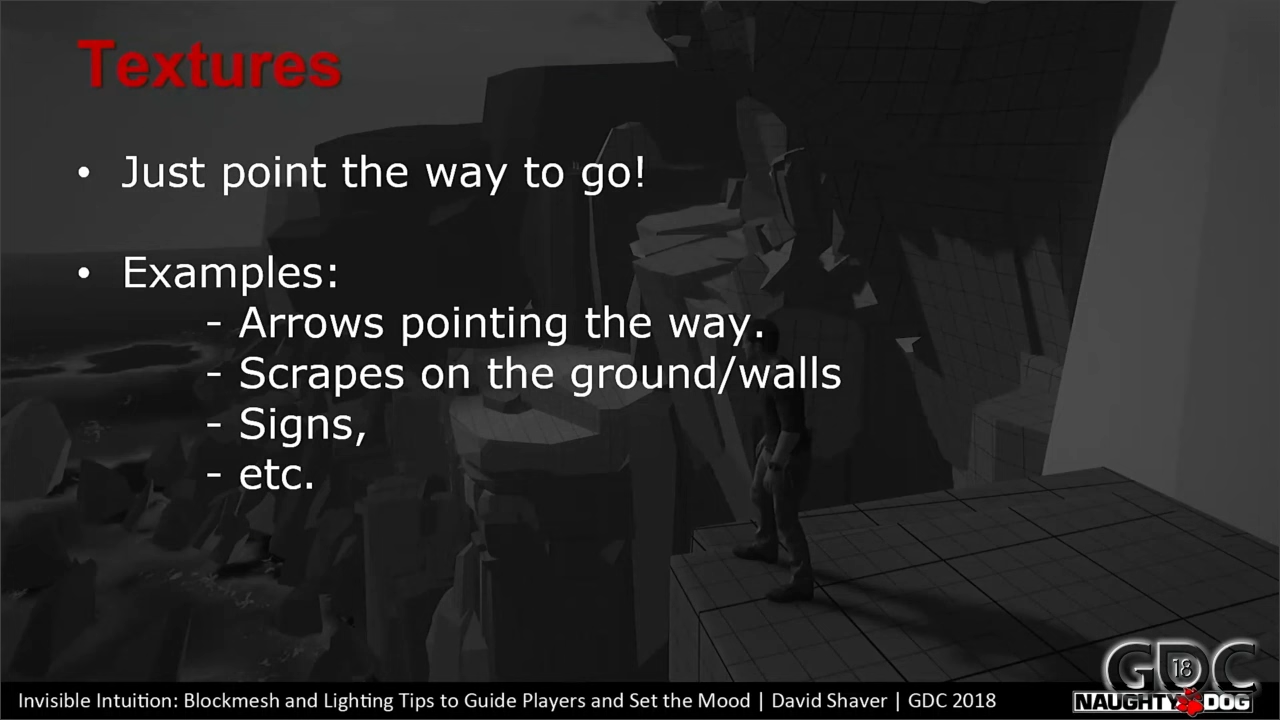 Textures
• Just point the way to go!
• Examples:
- Arrows pointing the way.
- Scrapes on the ground/walls
- Signs,
- etc.
GDC
18
Invisible Intuition: Blockmesh and Lighting Tips to Guide Players and Set the Mood | David Shaver | GDC 2018
NAUGHTY DOG